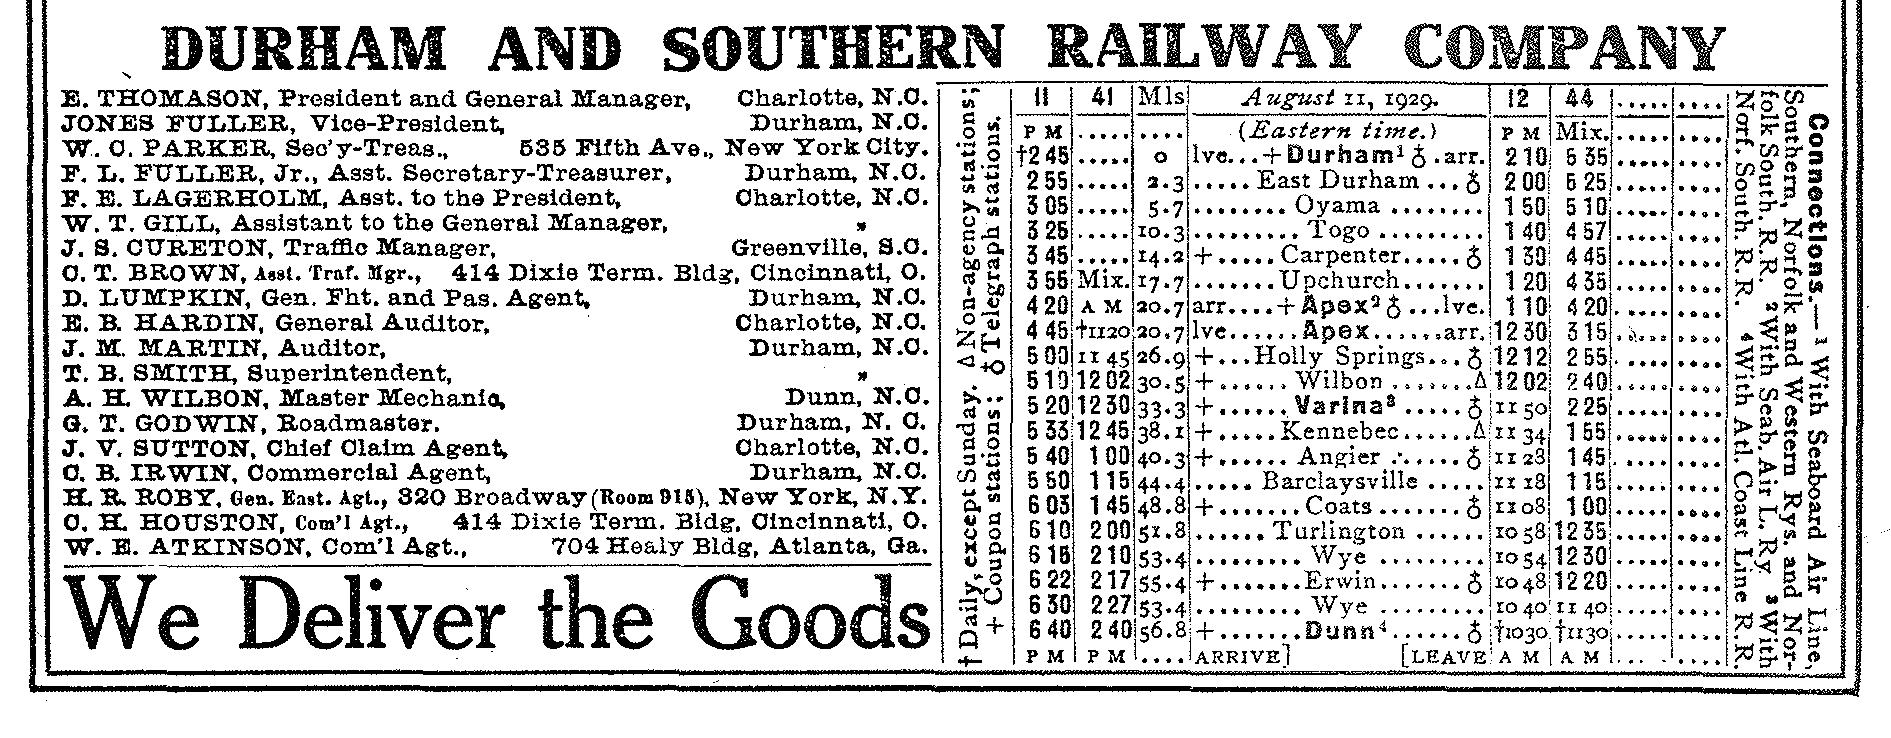 DURHAM AND SOUTHERN RAILWAY COMPANY
E. THOMASON, President and General Manager, Charlotte, N.C.
JONES FULLER, Vice-President, Durham, N.C.
W. C. PARKER, Sec'y-Treas., 535 Fifth Ave., New York City.
F. L. FULLER, Jr., Asst. Secretary-Treasurer, Durham, N.C.
F. E. LAGERHOLM, Asst. to the President, Charlotte, N.C.
W. T. GILL, Assistant to the General Manager, "
J. S. CURETON, Traffic Manager, Greenville, S.C.
C. T. BROWN, Asst. Traf. Mgr., 414 Dixie Term. Bldg, Cincinnati, O.
D. LUMPKIN, Gen. Fht. and Pas. Agent, Durham, N.C.
E. B. HARDIN, General Auditor, Charlotte, N.C.
J. M. MARTIN, Auditor, Durham, N.C.
T. B. SMITH, Superintendent, "
A. H. WILBON, Master Mechanic, Dunn, N.C.
G. T. GODWIN, Roadmaster. Durham, N. C.
J. V. SUTTON, Chief Claim Agent, Charlotte, N.C.
C. B. IRWIN, Commercial Agent, Durham, N.C.
H. R. ROBY, Gen. East. Agt., 320 Broadway (Room 915), New York, N.Y.
C. H. HOUSTON, Com'l Agt., 414 Dixie Term. Bldg, Cincinnati, O.
W. E. ATKINSON, Com'l Agt., 704 Healy Bldg, Atlanta, Ga.
We Deliver the Goods
† Daily, except Sunday. Δ Non-agency stations;
+ Coupon stations; ♁ Telegraph stations.
11 41 Mls August 11, 1929. 12 44 ..... ....
P M ..... .... (Eastern time.) P M Mix. ..... ....
†2 45 ..... 0 lve...+Durham¹ ♁.arr. 2 10 5 35 ..... ....
2 55 ..... 2.3 .....East Durham...♁ 2 00 5 25 ..... ....
3 05 ..... 5.7 ........Oyama........ 1 50 5 10 ..... ....
3 25 ..... 10.3 .........Togo......... 1 40 4 57 ..... ....
3 45 ..... 14.2 +......Carpenter.....♁ 1 30 4 45 ..... ....
3 55 Mix. 17.7 .......Upchurch....... 1 20 4 35 ..... ....
4 20 A M 20.7 arr....+Apex² ♁...lve. 1 10 4 20 ..... ....
4 45 †11 20 20.7 lve.....Apex......arr. 12 30 3 15 ..... ....
5 00 11 45 26.9 +...Holly Springs...♁ 12 12 2 55 ..... ....
5 10 12 02 30.5 +......Wilbon.......Δ 12 02 2 40 ..... ....
5 20 12 30 33.3 +......Varina³.....♁ 11 50 2 25 ..... ....
5 33 12 45 38.1 +.....Kennebec......Δ 11 34 1 55 ..... ....
5 40 1 00 40.3 +......Angier.....♁ 11 28 1 45 ..... ....
5 50 1 15 44.4 .....Barclaysville..... 11 18 1 15 ..... ....
6 03 1 45 48.8 +.......Coats.......♁ 11 08 1 00 ..... ....
6 10 2 00 51.8 ......Turlington...... 10 58 12 35 ..... ....
6 15 2 10 53.4 .........Wye......... 10 54 12 30 ..... ....
6 22 2 17 55.4 +.......Erwin.......♁ 10 48 12 20 ..... ....
6 30 2 27 53.4 .........Wye......... 10 40 11 40 ..... ....
6 40 2 40 56.8 +.......Dunn⁴......♁ †10 30 †11 30 ..... ....
P M P M .... ARRIVE] [LEAVE A M A M .... ....
Connections.—¹ With Seaboard Air Line,
Southern, Norfolk and Western Rys. and Nor-
folk South. R.R. ² With Seab. Air L. Ry. ³ With
Norf. South. R.R. ⁴ With Atl. Coast Line R.R.